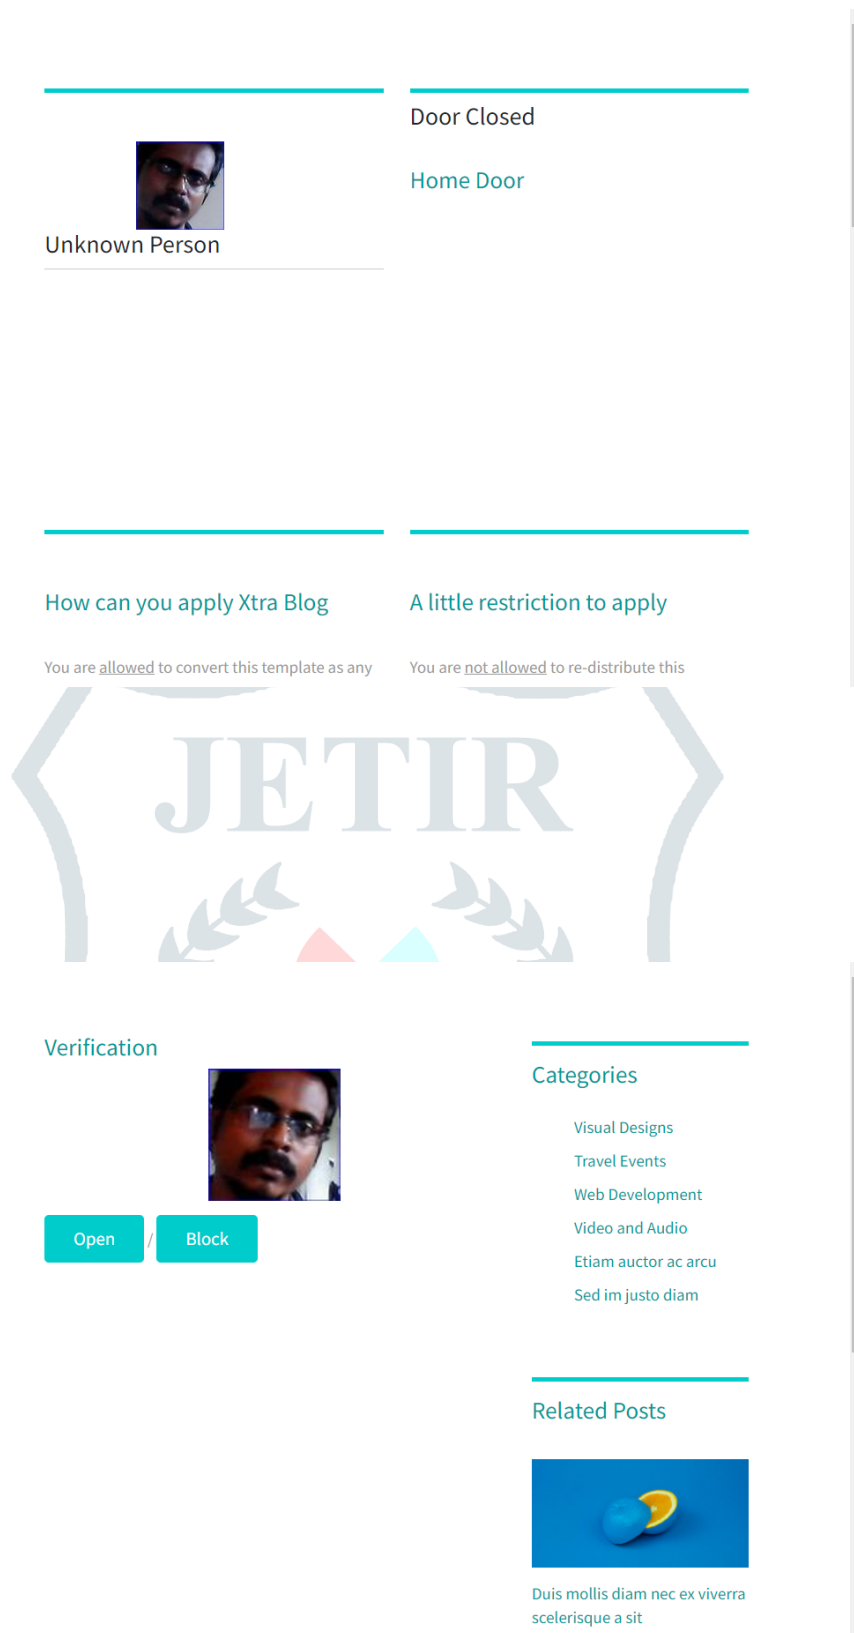 Door Closed
Home Door
Unknown Person
How can you apply Xtra Blog
You are allowed to convert this template as any
A little restriction to apply
You are not allowed to re-distribute this
JETIR
Verification
Open / Block
Categories
Visual Designs
Travel Events
Web Development
Video and Audio
Etiam auctor ac arcu
Sed im justo diam
Related Posts
Duis mollis diam nec ex viverra
scelerisque a sit